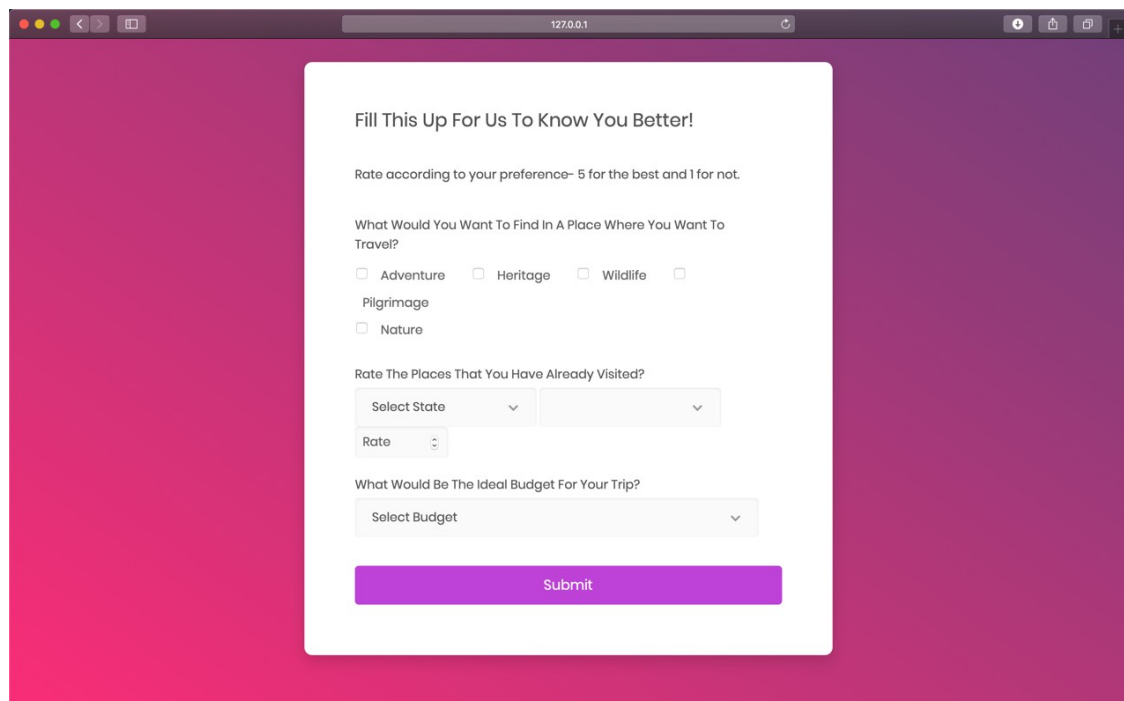 127.0.0.1
Fill This Up For Us To Know You Better!
Rate according to your preference- 5 for the best and 1 for not.
What Would You Want To Find In A Place Where You Want To
Travel?
Adventure Heritage Wildlife
Pilgrimage
Nature
Rate The Places That You Have Already Visited?
Select State
Rate
What Would Be The Ideal Budget For Your Trip?
Select Budget
Submit